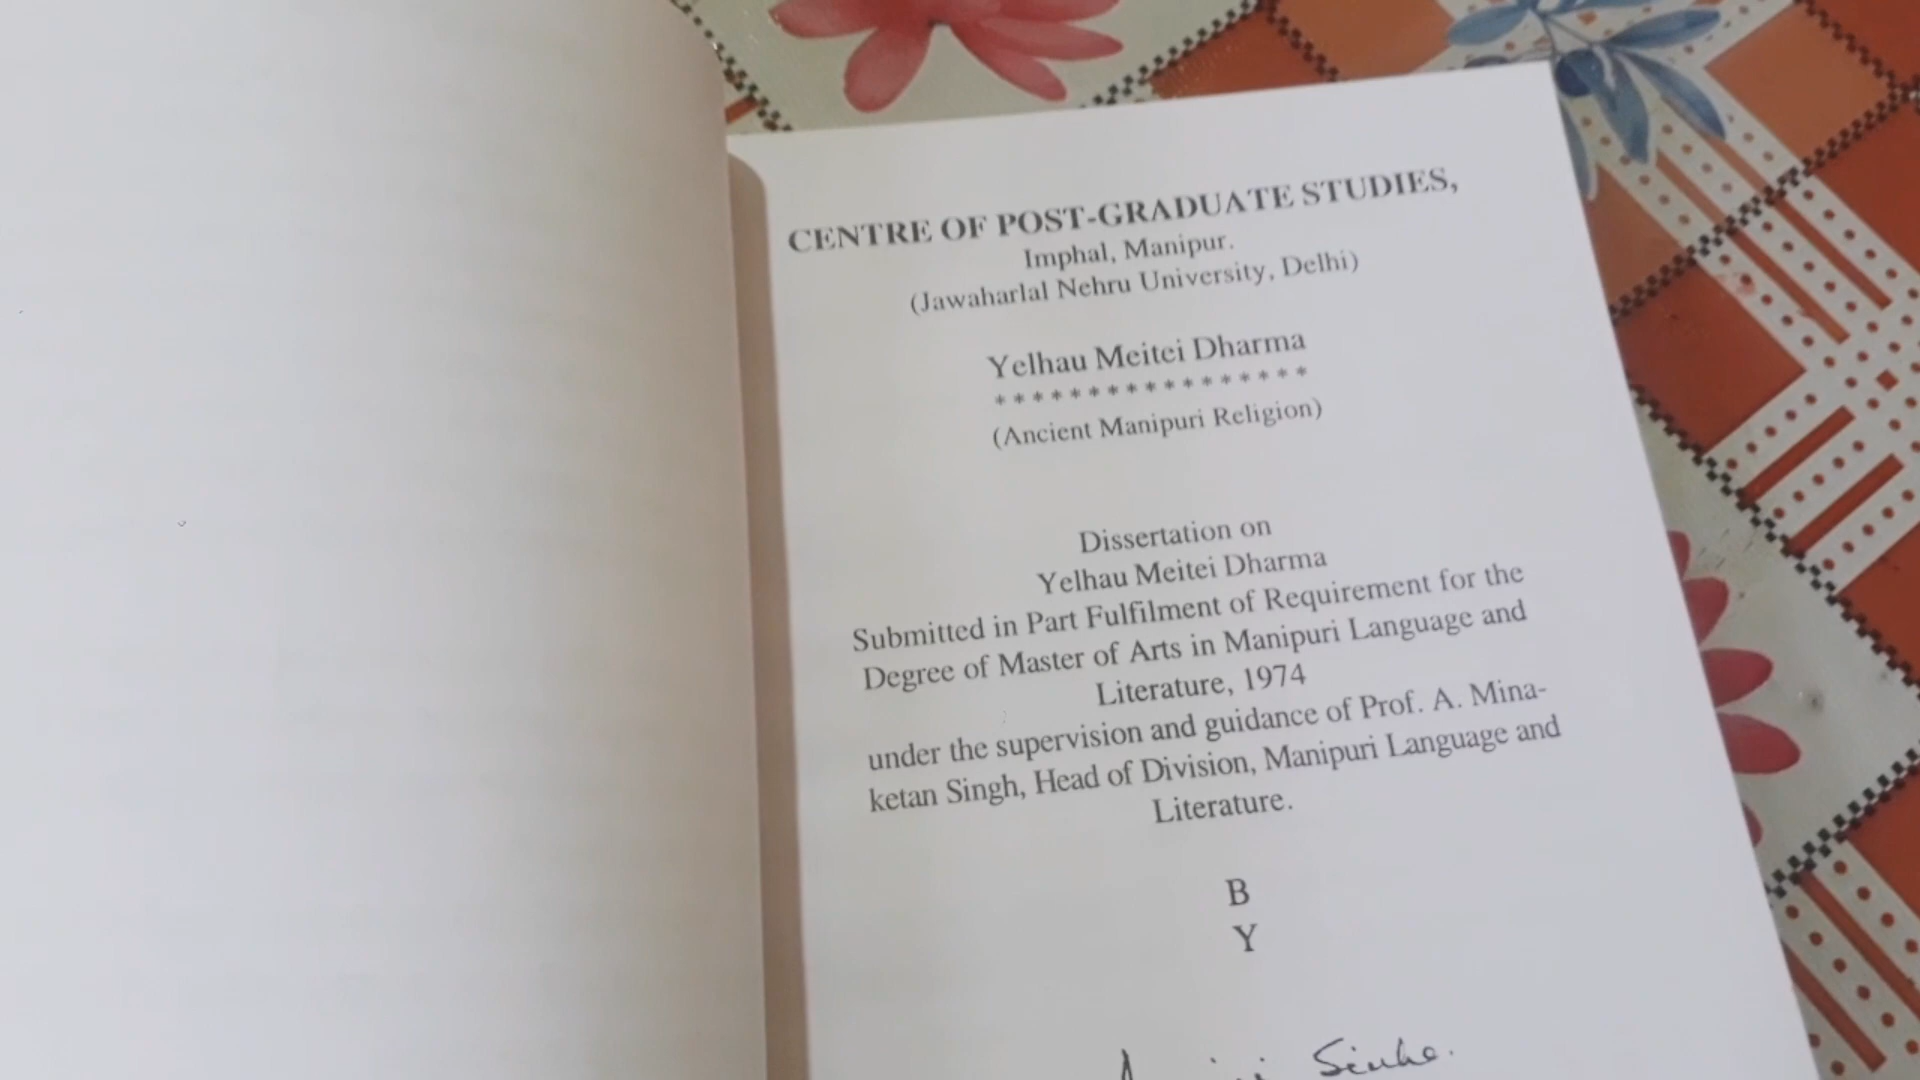 CENTRE OF POST-GRADUATE STUDIES,
Imphal, Manipur.
(Jawaharlal Nehru University, Delhi)
Yelhau Meitei Dharma
* * * * * * * * * * * * * * * * *
(Ancient Manipuri Religion)
Dissertation on
Yelhau Meitei Dharma
Submitted in Part Fulfilment of Requirement for the
Degree of Master of Arts in Manipuri Language and
Literature, 1974
under the supervision and guidance of Prof. A. Mina-
ketan Singh, Head of Division, Manipuri Language and
Literature.
B
Y
Sinha.